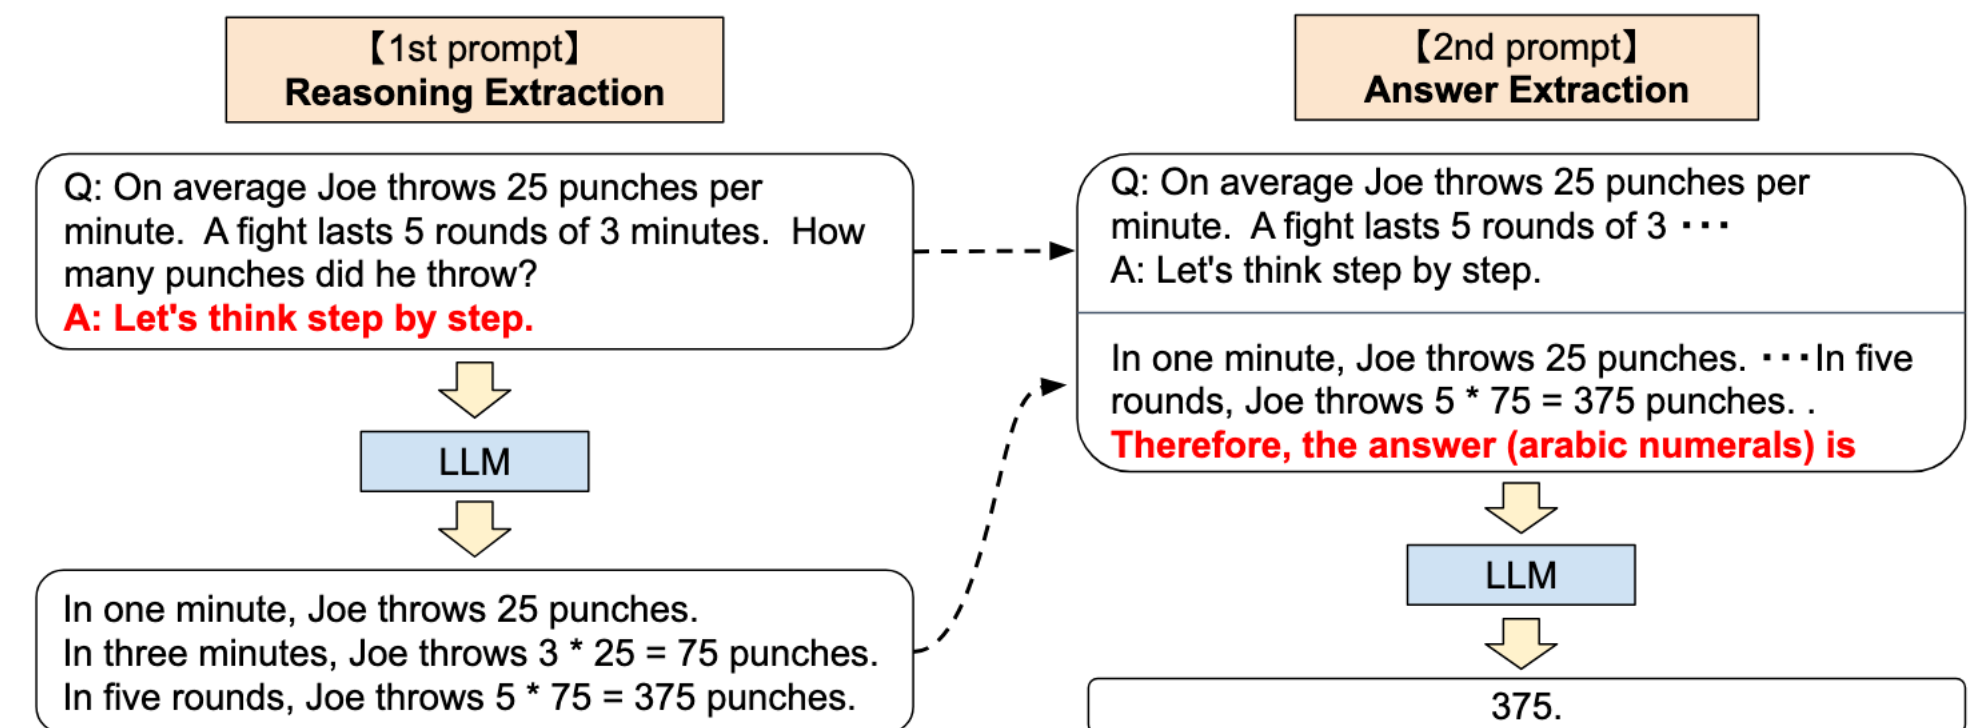 【1st prompt】
Reasoning Extraction
Q: On average Joe throws 25 punches per
minute.  A fight lasts 5 rounds of 3 minutes.  How
many punches did he throw?
A: Let's think step by step.
LLM
In one minute, Joe throws 25 punches.
In three minutes, Joe throws 3 * 25 = 75 punches.
In five rounds, Joe throws 5 * 75 = 375 punches.
【2nd prompt】
Answer Extraction
Q: On average Joe throws 25 punches per
minute.  A fight lasts 5 rounds of 3 ･･･
A: Let's think step by step.
In one minute, Joe throws 25 punches. ･･･In five
rounds, Joe throws 5 * 75 = 375 punches. .
Therefore, the answer (arabic numerals) is
LLM
375.